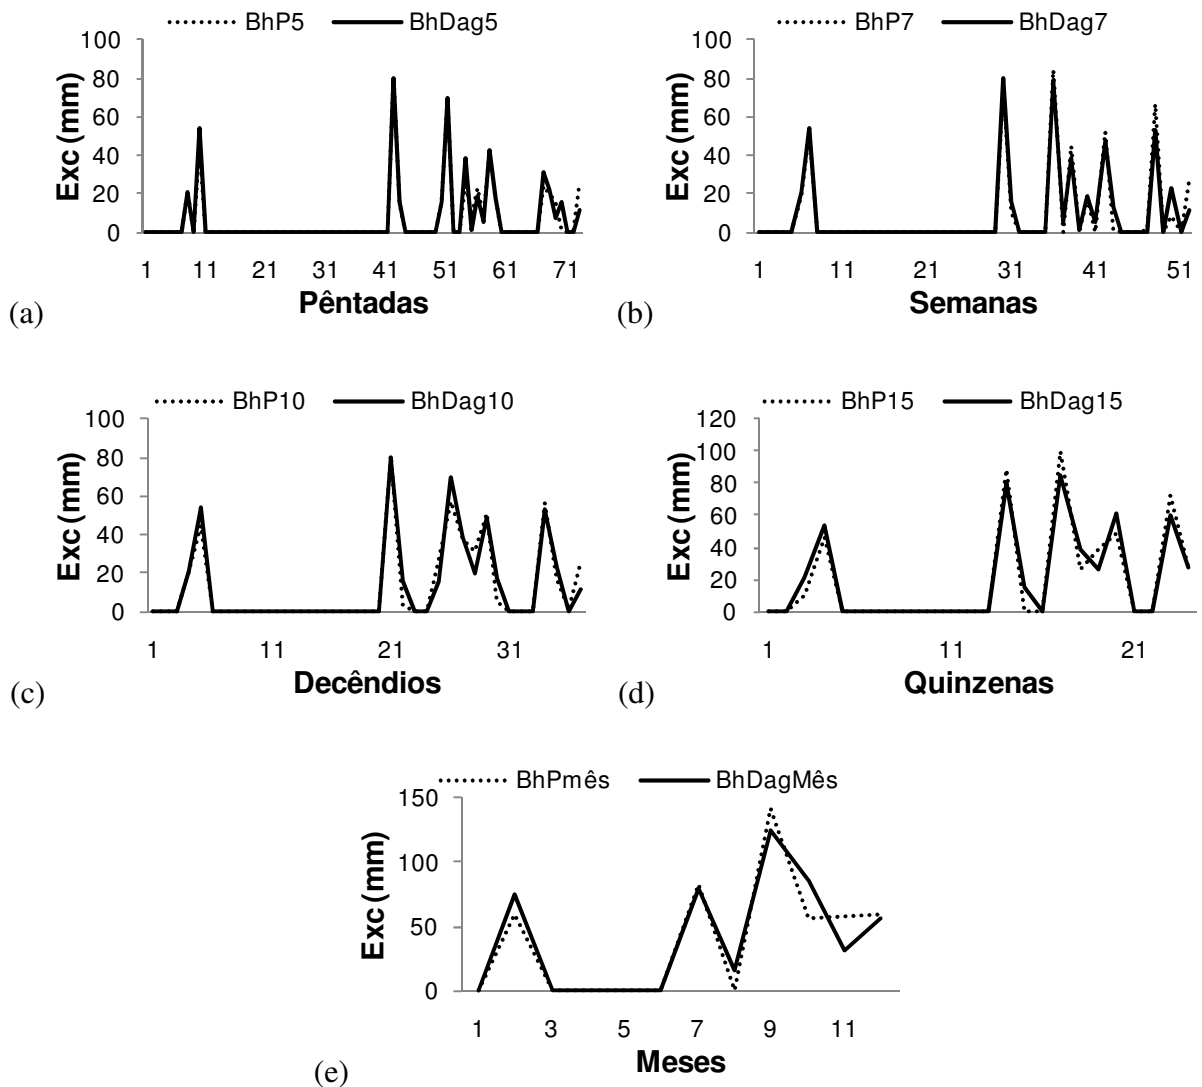 BhP5 BhDag5
100
80
60
40
20
0
Exc (mm)
1 11 21 31 41 51 61 71
Pêntadas
(a)
BhP7 BhDag7
100
80
60
40
20
0
Exc (mm)
1 11 21 31 41 51
Semanas
(b)
BhP10 BhDag10
100
80
60
40
20
0
Exc (mm)
1 11 21 31
Decêndios
(c)
BhP15 BhDag15
120
100
80
60
40
20
0
Exc (mm)
1 11 21
Quinzenas
(d)
BhPmês BhDagMês
150
100
50
0
Exc (mm)
1 3 5 7 9 11
Meses
(e)